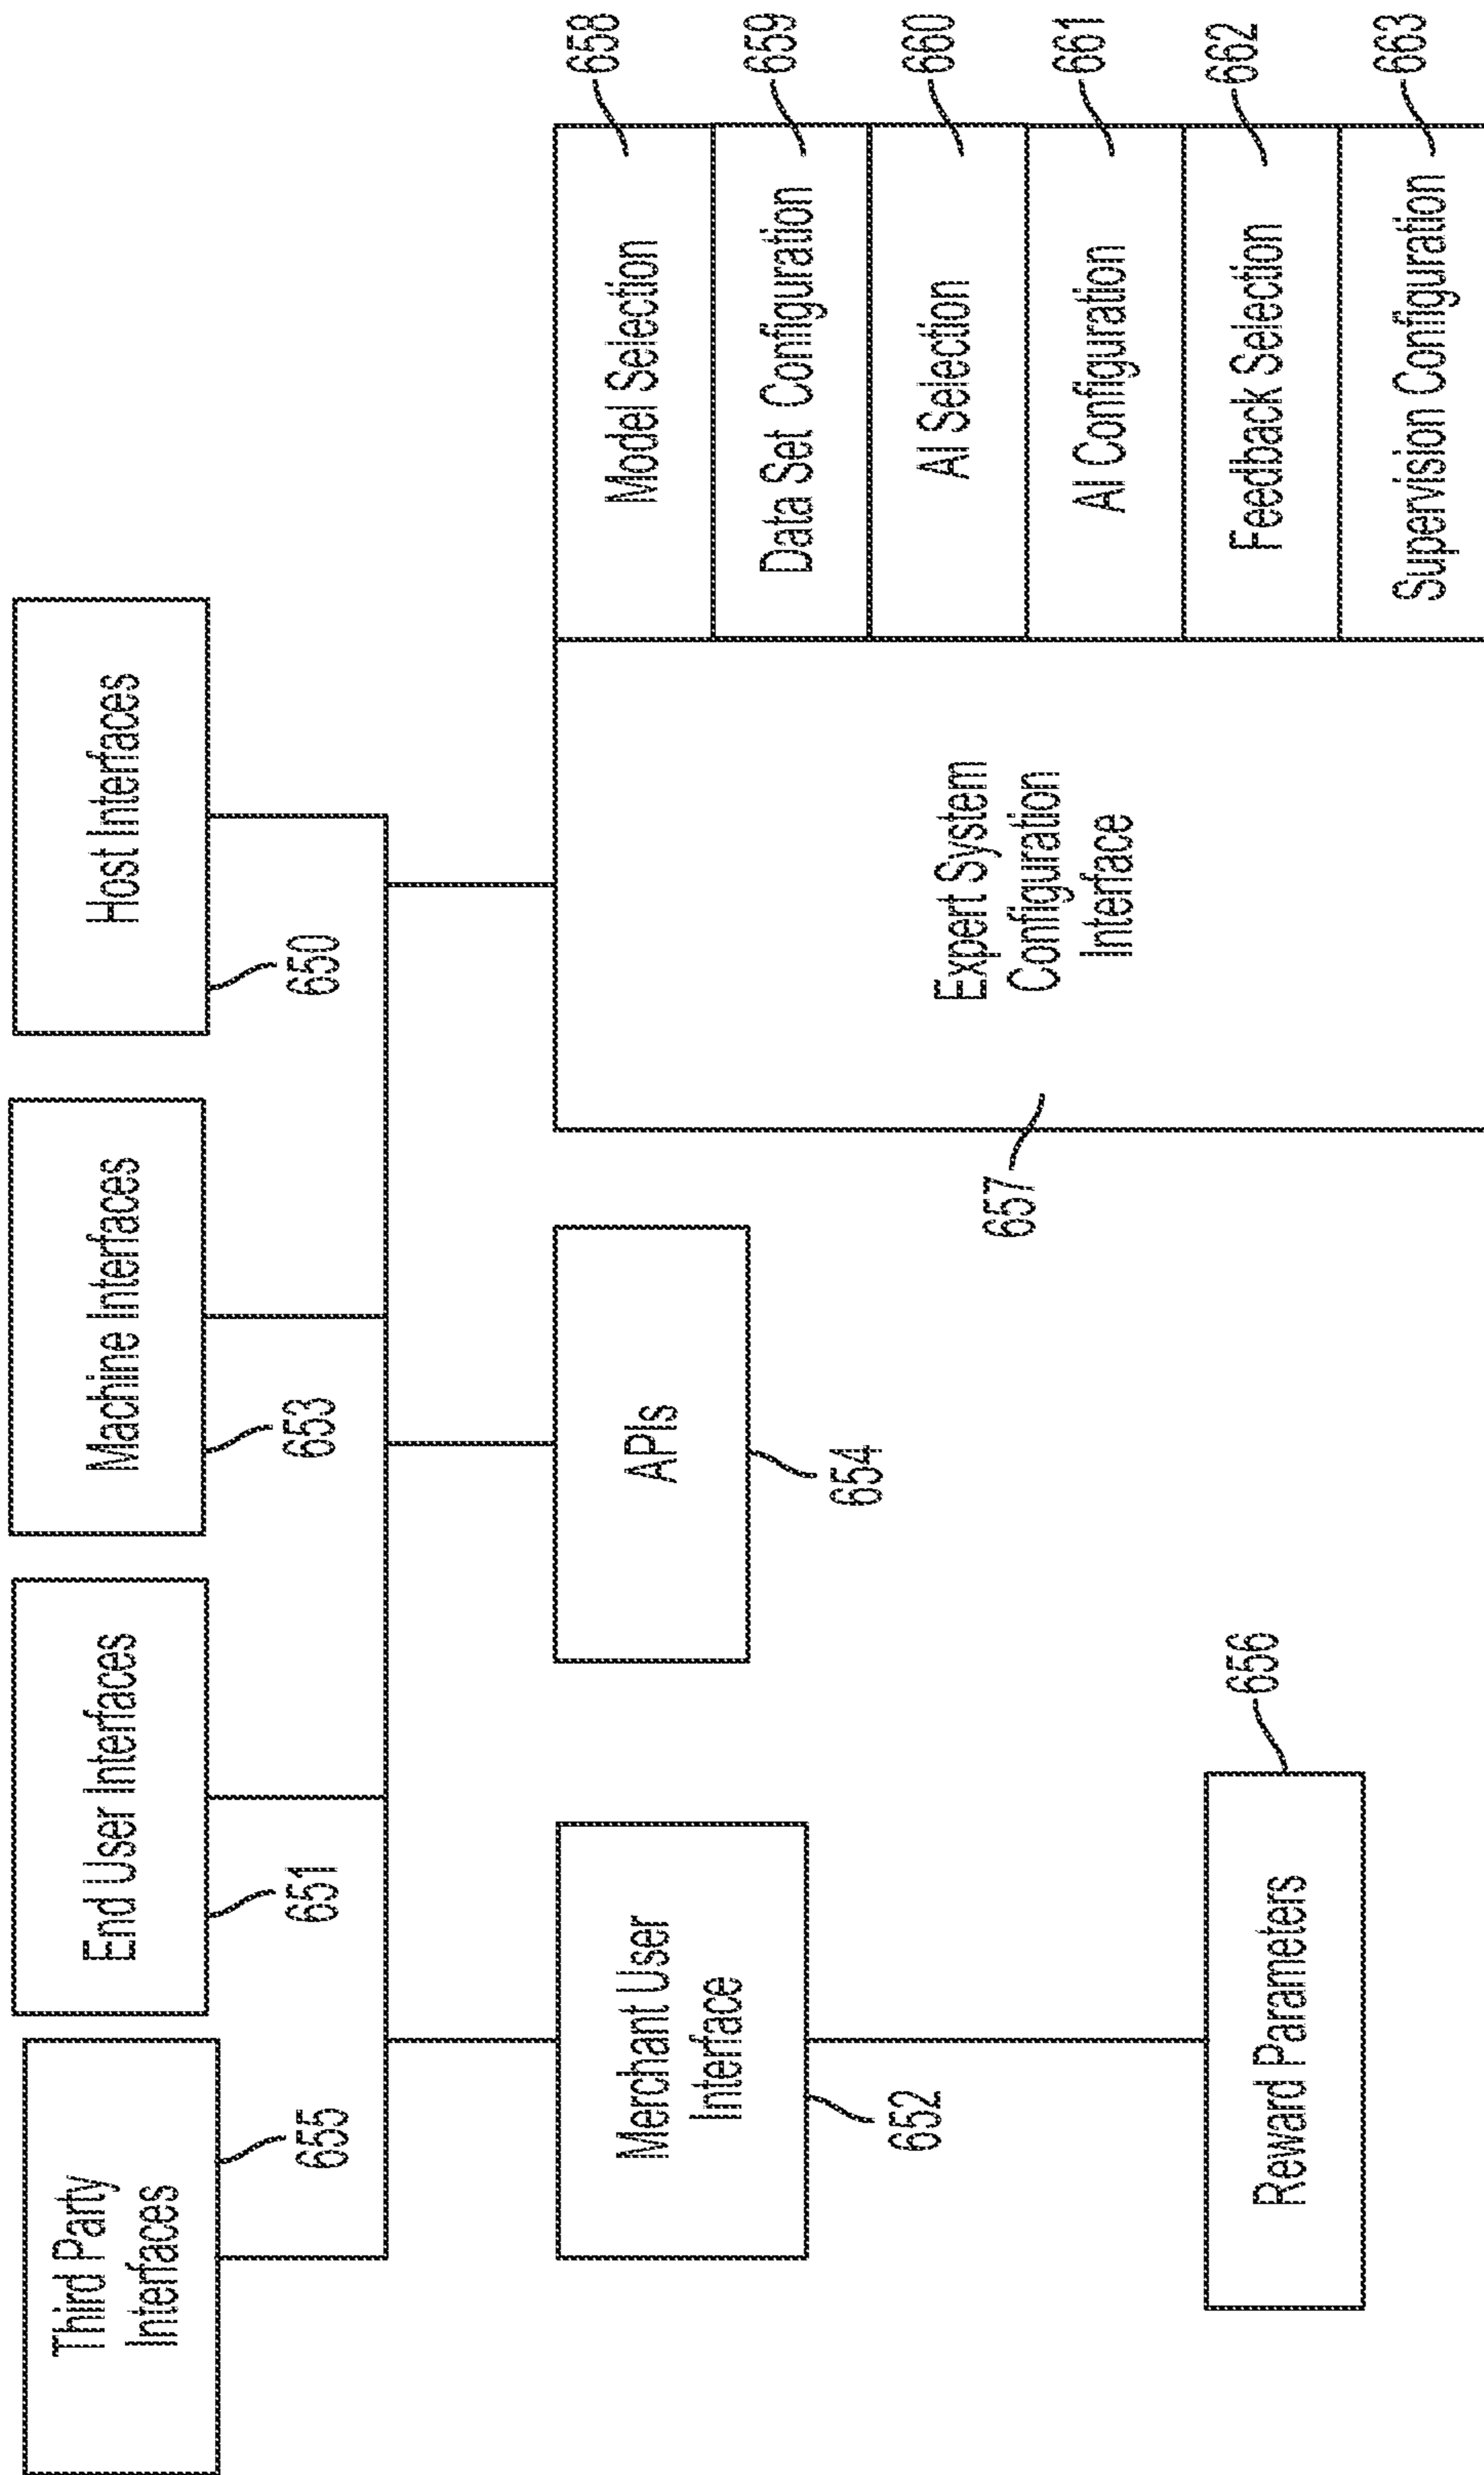 Third Party
Interfaces
655
End User Interfaces
651
Machine Interfaces
653
Host Interfaces
650
Merchant User
Interface
652
APIs
654
Reward Parameters
656
Expert System
Configuration
Interface
657
Model Selection
658
Data Set Configuration
659
AI Selection
660
AI Configuration
661
Feedback Selection
662
Supervision Configuration
663